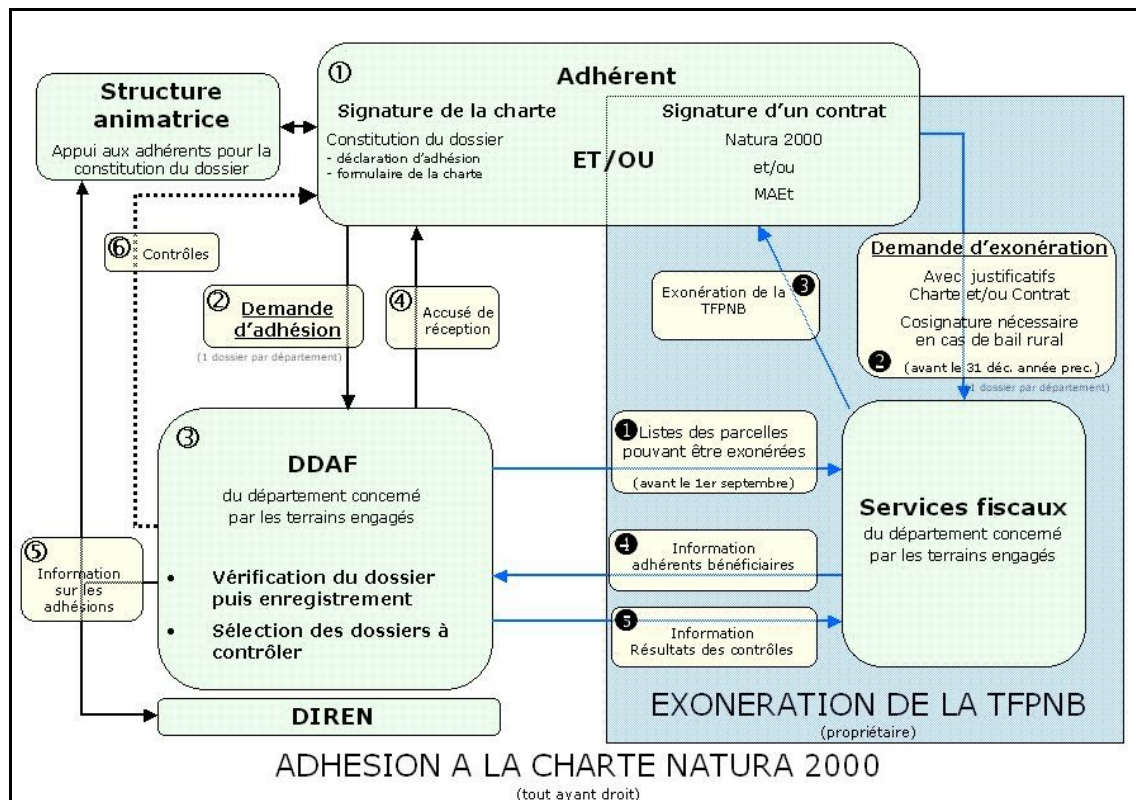 ①
Adhérent
Structure
animatrice
Appui aux adhérents pour la
constitution du dossier
Signature de la charte
Constitution du dossier
- déclaration d'adhésion
- formulaire de la charte
ET/OU
Signature d'un contrat
Natura 2000
et/ou
MAEt
⑥
Contrôles
②
Demande
d'adhésion
(1 dossier par département)
④
Accusé de
réception
Exonération de la
TFPNB
❸
Demande d'exonération
Avec justificatifs
Charte et/ou Contrat
Cosignature nécessaire
en cas de bail rural
❷
(avant le 31 déc. année prec.)
(1 dossier par département)
③
DDAF
du département concerné
par les terrains engagés
• Vérification du dossier
puis enregistrement
• Sélection des dossiers à
contrôler
❶
Listes des parcelles
pouvant être exonérées
(avant le 1er septembre)
Services fiscaux
du département concerné
par les terrains engagés
❹
Information
adhérents bénéficiaires
❺
Information
Résultats des contrôles
⑤
Information
sur les
adhésions
DIREN
EXONERATION DE LA TFPNB
(propriétaire)
ADHESION A LA CHARTE NATURA 2000
(tout ayant droit)